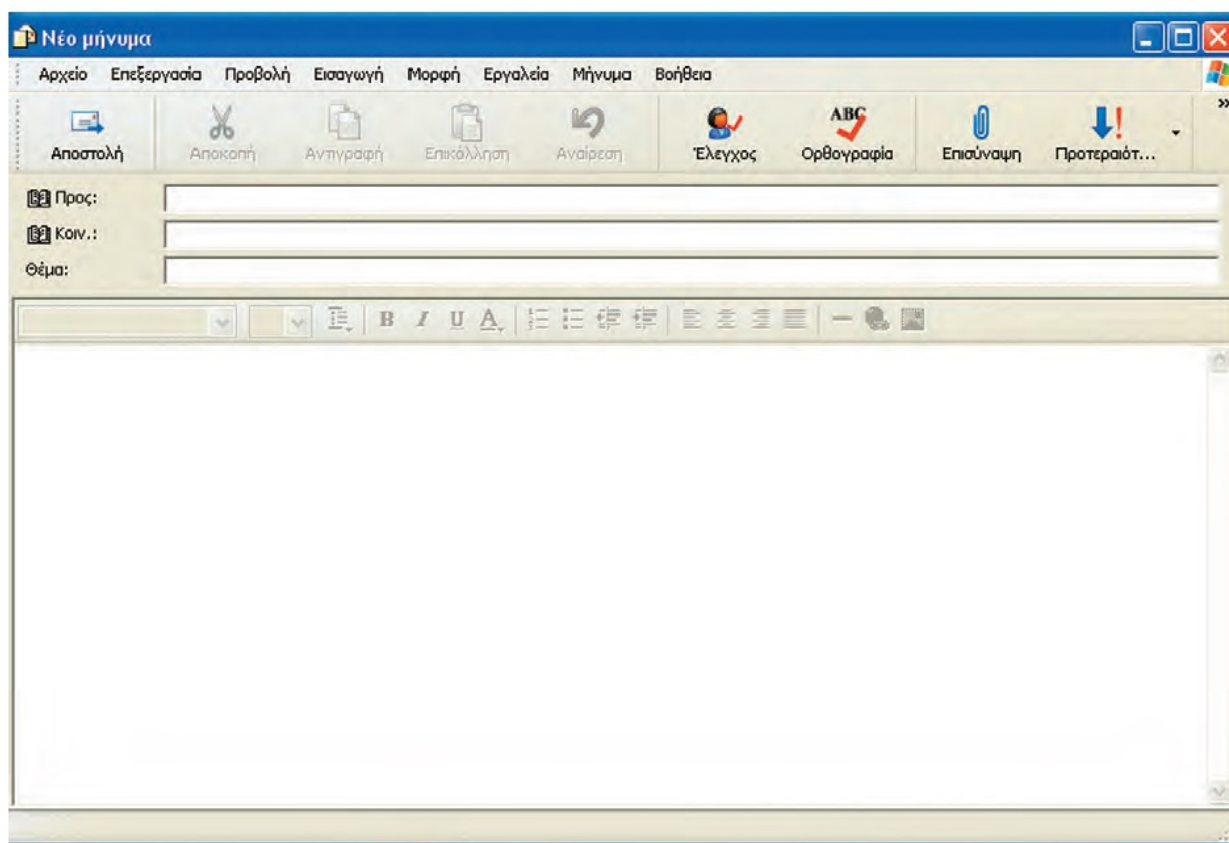 Νέο μήνυμα
Αρχείο Επεξεργασία Προβολή Εισαγωγή Μορφή Εργαλεία Μήνυμα Βοήθεια
Αποστολή Αποκοπή Αντιγραφή Επικόλληση Αναίρεση Έλεγχος ABC Ορθογραφία Επισύναψη Προτεραιότ...
Προς:
Κοιν.:
Θέμα:
B I U A